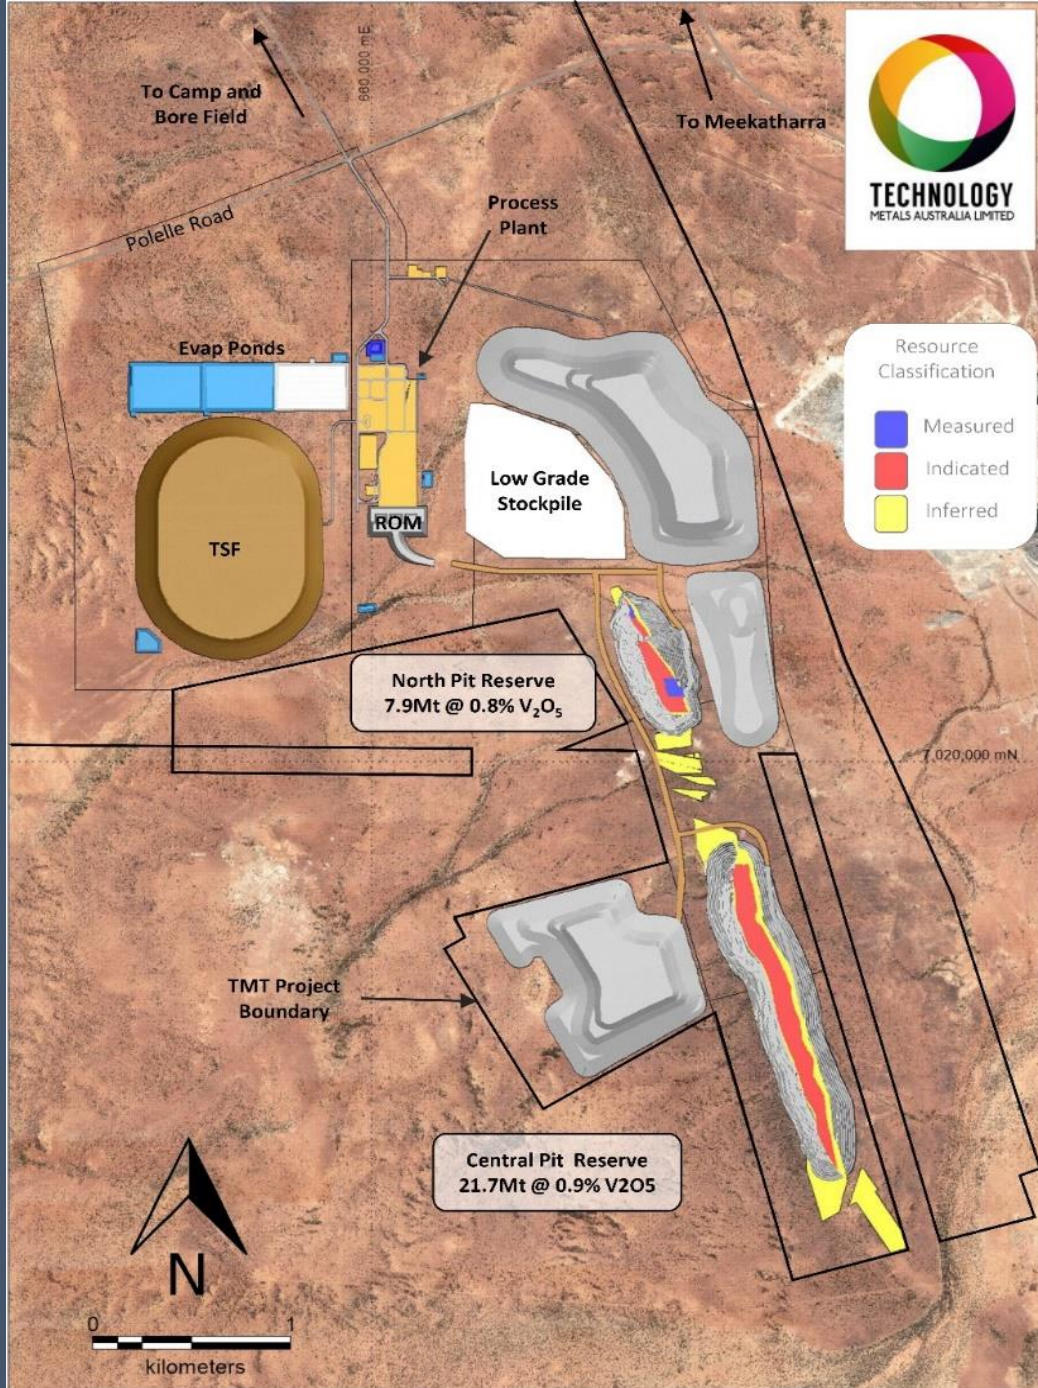 To Camp and
Bore Field
660,000 mE
To Meekatharra
TECHNOLOGY
METALS AUSTRALIA LIMITED
Polelle Road
Process
Plant
Evap Ponds
Resource
Classification
Measured
Indicated
Inferred
Low Grade
Stockpile
ROM
TSF
North Pit Reserve
7.9Mt @ 0.8% V₂O₅
7,020,000 mN
TMT Project
Boundary
Central Pit Reserve
21.7Mt @ 0.9% V2O5
N
0 1
kilometers